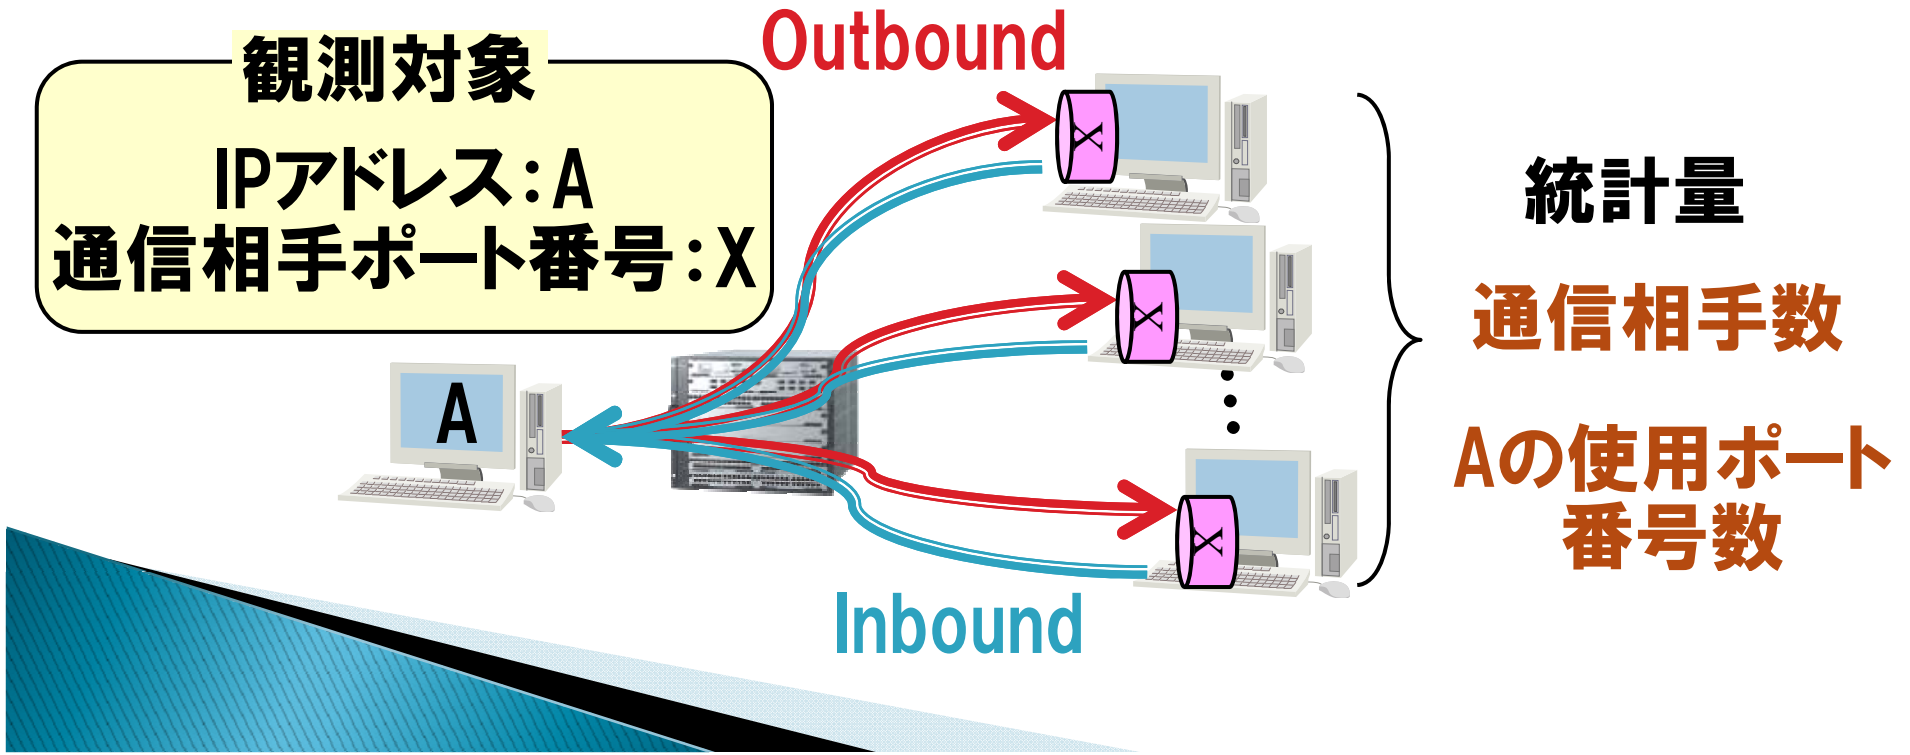 Outbound
観測対象
IPアドレス:A
通信相手ポート番号:X
X
X
X
A
統計量
通信相手数
Aの使用ポート
番号数
Inbound